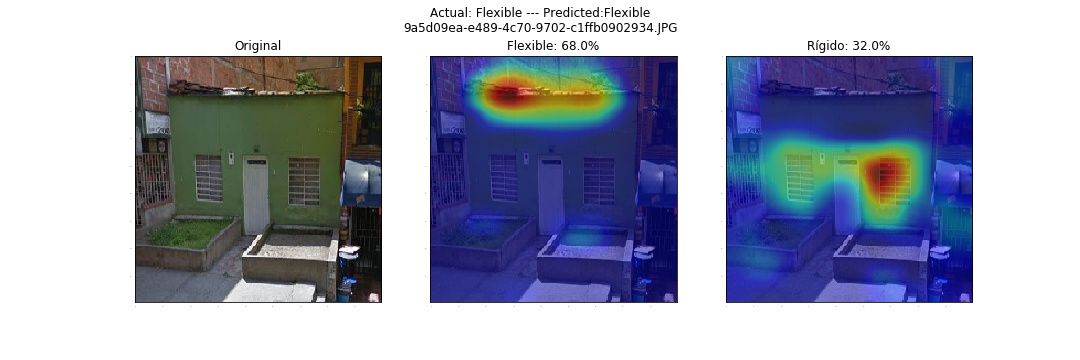 Actual: Flexible --- Predicted:Flexible
9a5d09ea-e489-4c70-9702-c1ffb0902934.JPG
Original
Flexible: 68.0%
Rígido: 32.0%